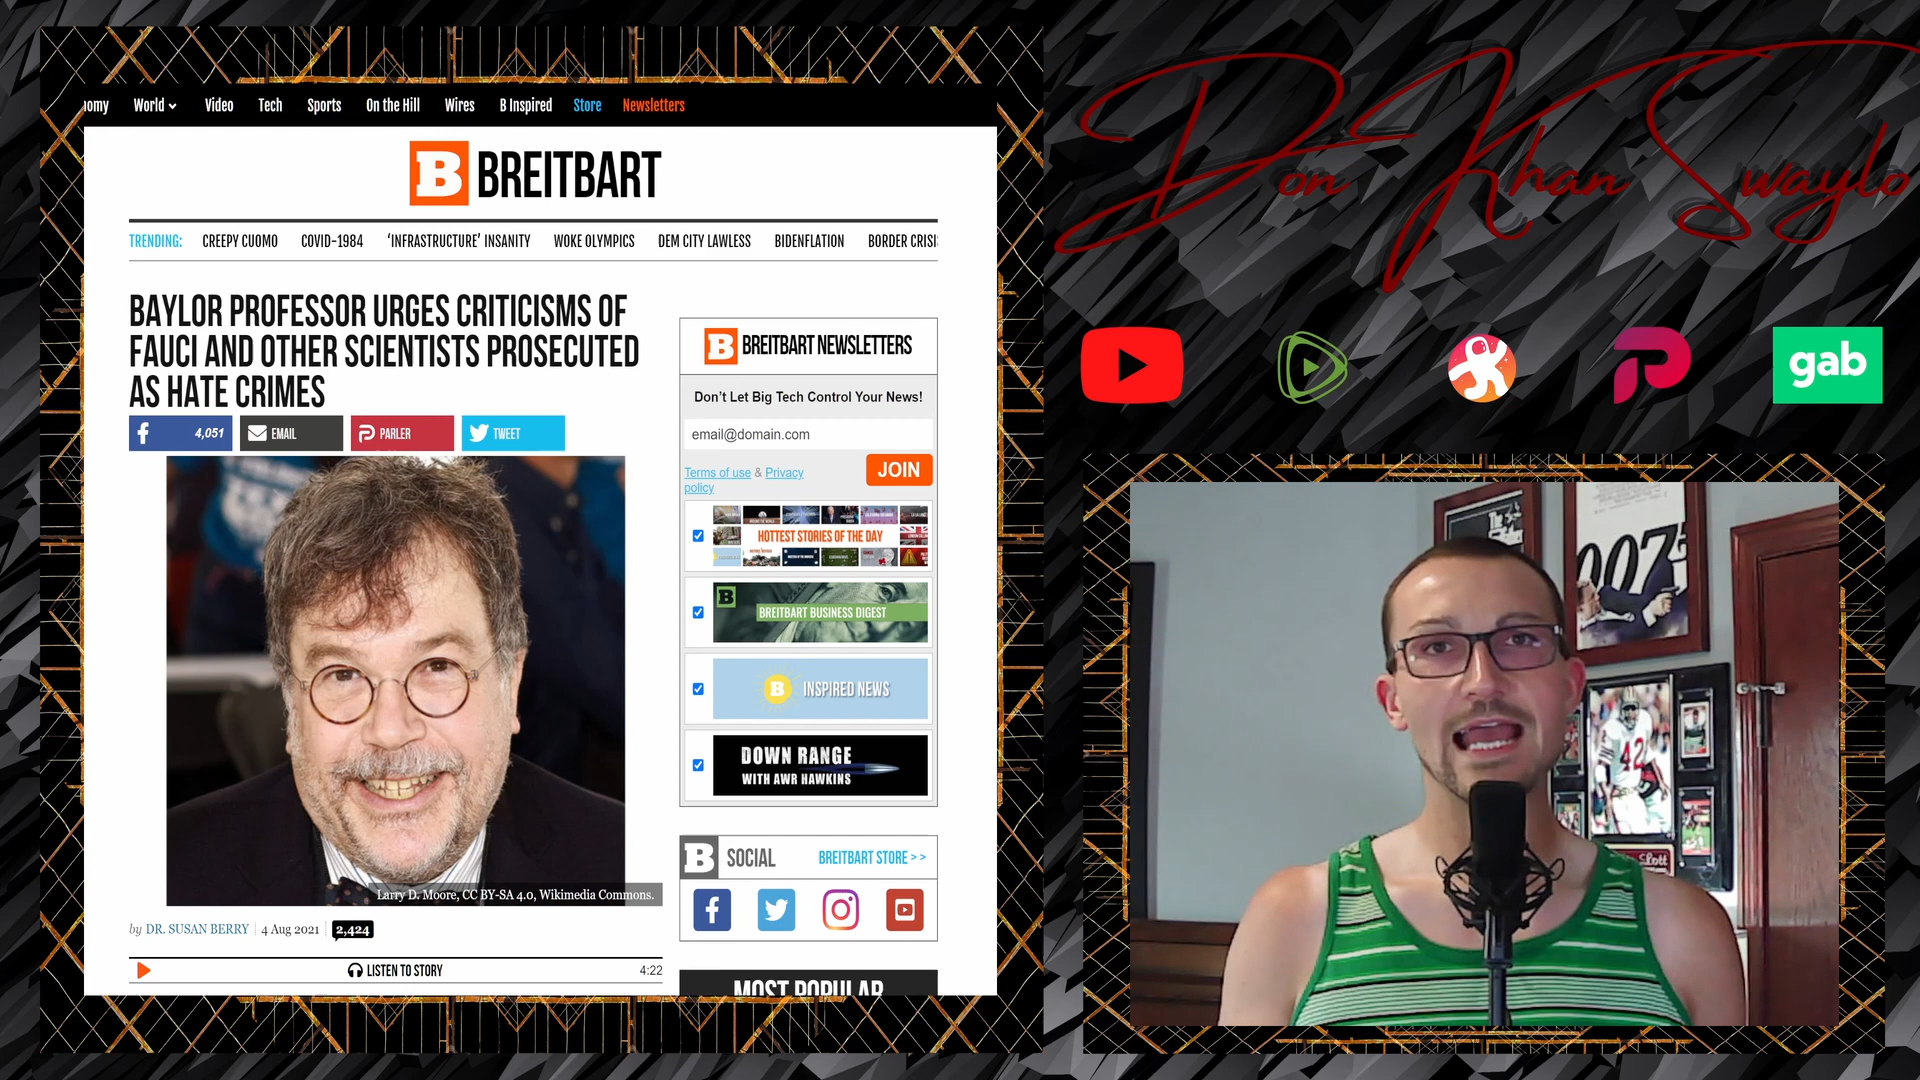 omy World Video Tech Sports On the Hill Wires B Inspired Store Newsletters
B BREITBART
TRENDING: CREEPY CUOMO COVID-1984 ‘INFRASTRUCTURE’ INSANITY WOKE OLYMPICS DEM CITY LAWLESS BIDENFLATION BORDER CRISI
BAYLOR PROFESSOR URGES CRITICISMS OF
FAUCI AND OTHER SCIENTISTS PROSECUTED
AS HATE CRIMES
4,051 EMAIL PARLER TWEET
Larry D. Moore, CC BY-SA 4.0, Wikimedia Commons.
by DR. SUSAN BERRY 4 Aug 2021 2,424
LISTEN TO STORY 4:22
B BREITBART NEWSLETTERS
Don’t Let Big Tech Control Your News!
email@domain.com
Terms of use & Privacy
policy
JOIN
HOTTEST STORIES OF THE DAY
B
BREITBART BUSINESS DIGEST
B INSPIRED NEWS
DOWN RANGE
WITH AWR HAWKINS
B SOCIAL BREITBART STORE > >
MOST POPULAR
Don Khan Swaylo
gab
007
42
Lott